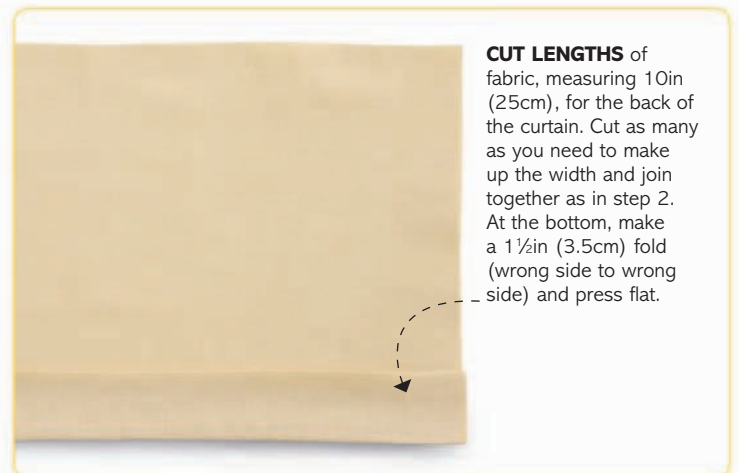 CUT LENGTHS of
fabric, measuring 10in
(25cm), for the back of
the curtain. Cut as many
as you need to make
up the width and join
together as in step 2.
At the bottom, make
a 1½in (3.5cm) fold
(wrong side to wrong
side) and press flat.